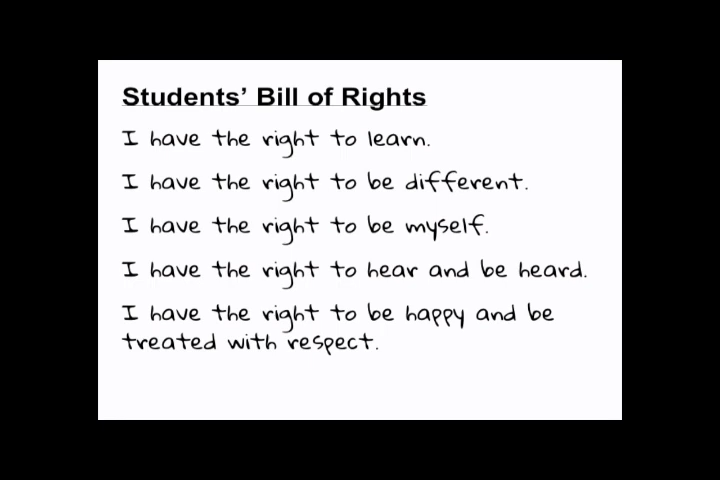 Students’ Bill of Rights
I have the right to learn.
I have the right to be different.
I have the right to be myself.
I have the right to hear and be heard.
I have the right to be happy and be
treated with respect.